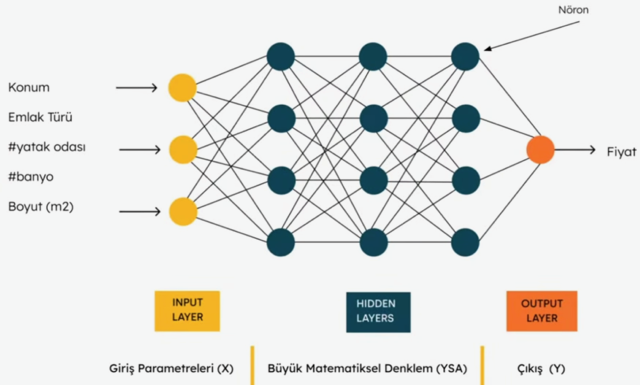 Nöron
Konum
Emlak Türü
#yatak odası
#banyo
Boyut (m2)
Fiyat
INPUT
LAYER
HIDDEN
LAYERS
OUTPUT
LAYER
Giriş Parametreleri (X)
Büyük Matematiksel Denklem (YSA)
Çıkış (Y)